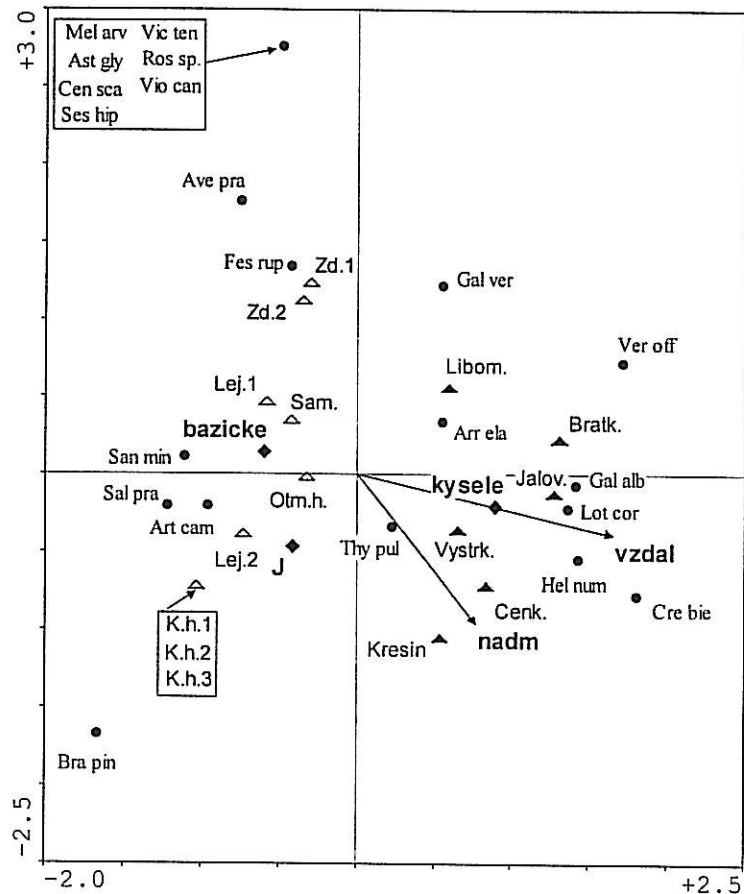 +3.0
Mel arv Vic ten
Ast gly Ros sp.
Cen sca Vio can
Ses hip
Ave pra
Fes rup
Zd.1
Zd.2
Gal ver
Ver off
Libom.
Lej.1
Sam.
bazicke
Arr ela
Bratk.
San min
kysele
Jalov.
Gal alb
Sal pra
Otm.h.
Lot cor
Art cam
Thy pul
Vystrk.
vzdal
Lej.2
J
Hel num
Cenk.
Cre bie
K.h.1
K.h.2
K.h.3
Kresin
nadm
Bra pin
-2.5
-2.0
+2.5